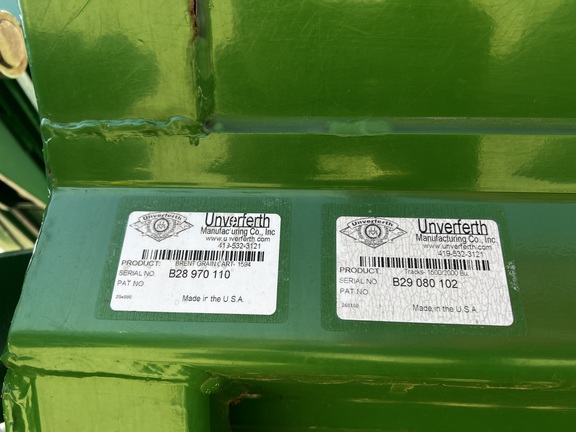 Unverferth
Manufacturing Co., Inc
www.unverferth.com
419-532-3121
PRODUCT: BRENT GRAIN CART- 1594
SERIAL NO. B28 970 110
PAT NO
Made in the U.S.A.
Unverferth
Manufacturing Co., Inc.
www.unverferth.com
419-532-3121
PRODUCT: Tracks- 1500/2000 Bu.
SERIAL NO. B29 080 102
PAT NO.
Made in the U.S.A.